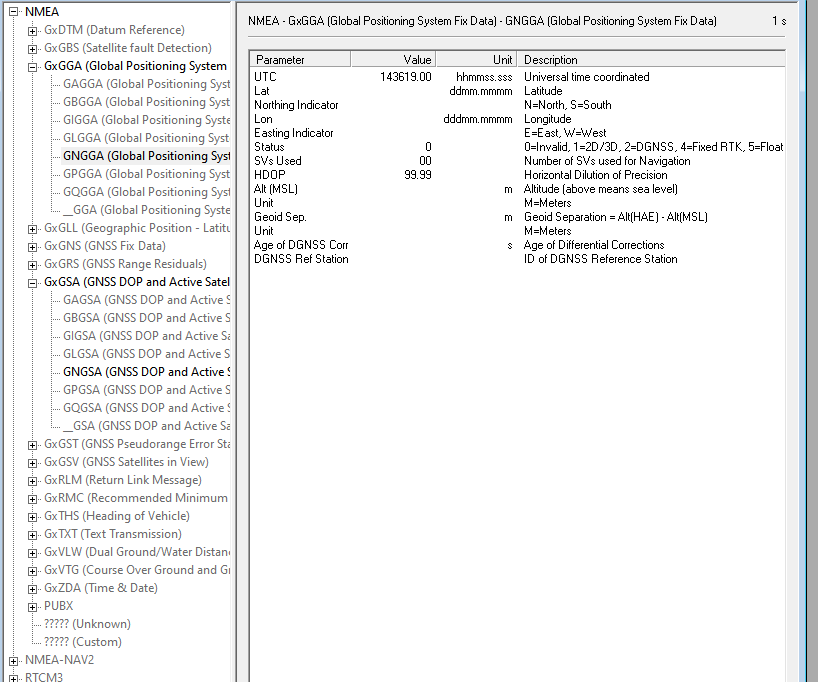 NMEA
GxDTM (Datum Reference)
GxGBS (Satellite fault Detection)
GxGGA (Global Positioning System
GAGGA (Global Positioning Syst
GBGGA (Global Positioning Syst
GIGGA (Global Positioning Syste
GLGGA (Global Positioning Syst
GNGGA (Global Positioning Syst
GPGGA (Global Positioning Syst
GQGGA (Global Positioning Syst
__GGA (Global Positioning Syste
GxGLL (Geographic Position - Latitu
GxGNS (GNSS Fix Data)
GxGRS (GNSS Range Residuals)
GxGSA (GNSS DOP and Active Satel
GAGSA (GNSS DOP and Active S
GBGSA (GNSS DOP and Active S
GIGSA (GNSS DOP and Active Sa
GLGSA (GNSS DOP and Active S
GNGSA (GNSS DOP and Active S
GPGSA (GNSS DOP and Active S
GQGSA (GNSS DOP and Active S
__GSA (GNSS DOP and Active Sa
GxGST (GNSS Pseudorange Error Sta
GxGSV (GNSS Satellites in View)
GxRLM (Return Link Message)
GxRMC (Recommended Minimum
GxTHS (Heading of Vehicle)
GxTXT (Text Transmission)
GxVLW (Dual Ground/Water Distan
GxVTG (Course Over Ground and Gr
GxZDA (Time & Date)
PUBX
????? (Unknown)
????? (Custom)
NMEA-NAV2
RTCM3
NMEA - GxGGA (Global Positioning System Fix Data) - GNGGA (Global Positioning System Fix Data) 1 s
Parameter Value Unit Description
UTC 143619.00 hhmmss.sss Universal time coordinated
Lat ddmm.mmmm Latitude
Northing Indicator N=North, S=South
Lon dddmm.mmmm Longitude
Easting Indicator E=East, W=West
Status 0 0=Invalid, 1=2D/3D, 2=DGNSS, 4=Fixed RTK, 5=Float
SVs Used 00 Number of SVs used for Navigation
HDOP 99.99 Horizontal Dilution of Precision
Alt (MSL) m Altitude (above means sea level)
Unit M=Meters
Geoid Sep. m Geoid Separation = Alt(HAE) - Alt(MSL)
Unit M=Meters
Age of DGNSS Corr s Age of Differential Corrections
DGNSS Ref Station ID of DGNSS Reference Station